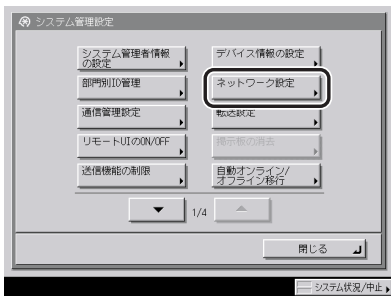 システム管理設定
システム管理者情報
の設定
デバイス情報の設定
部門別ID管理
ネットワーク設定
通信管理設定
転送設定
リモートUIのON/OFF
掲示板の消去
送信機能の制限
自動オンライン/
オフライン移行
1/4
閉じる
システム状況/中止